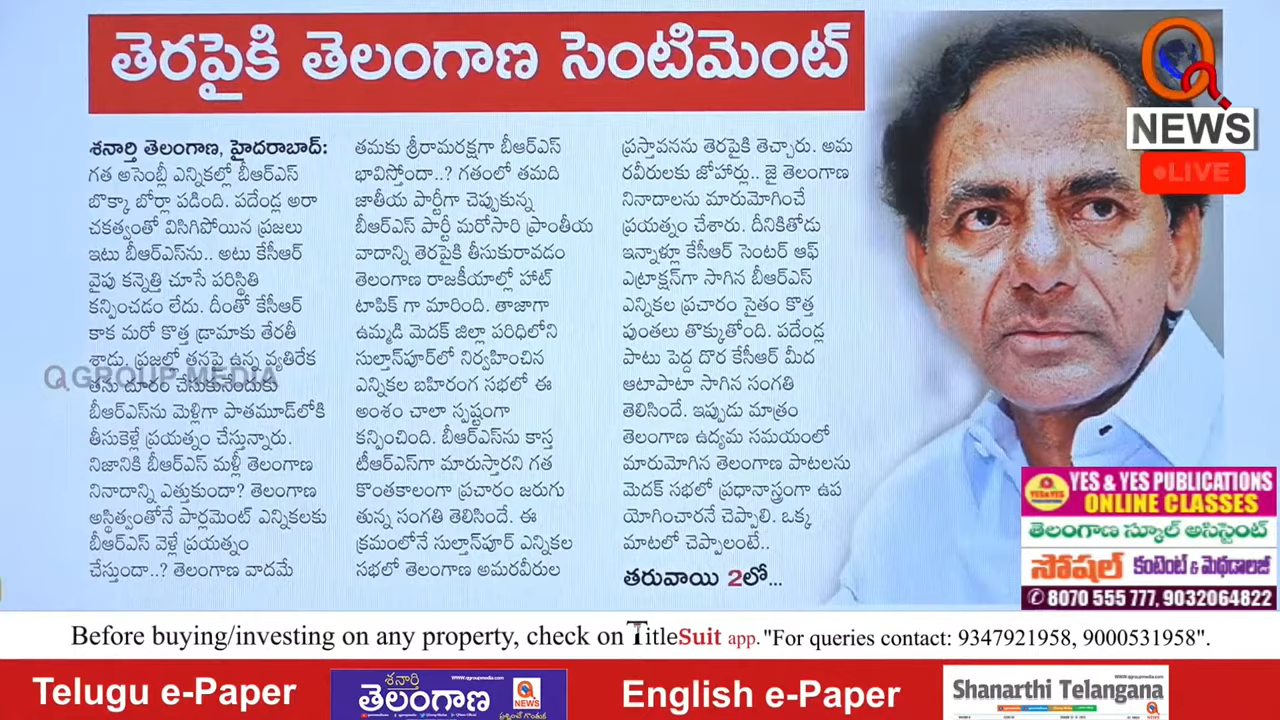 తెరపైకి తెలంగాణ సెంటిమెంట్
శనార్తి తెలంగాణ, హైదరాబాద్:
గత అసెంబ్లీ ఎన్నికల్లో బీఆర్ఎస్
బొక్కా బోర్లా పడింది. పదేండ్ల అరా
చకత్వంతో విసిగిపోయిన ప్రజలు
ఇటు బీఆర్ఎస్‌ను.. అటు కేసీఆర్
వైపు కన్నెత్తి చూసే పరిస్థితి
కన్పించడం లేదు. దీంతో కేసీఆర్
కాక మరో కొత్త డ్రామాకు తేరతీ
శాడు. ప్రజల్లో తనపై ఉన్న వ్యతిరేక
తను దూరం చేసుకునేందుకు
బీఆర్ఎస్‌ను మెళ్లిగా పాతమూడ్‌లోకి
తీసుకెళ్లే ప్రయత్నం చేస్తున్నారు.
నిజానికి బీఆర్ఎస్ మళ్లీ తెలంగాణ
నినాదాన్ని ఎత్తుకుందా? తెలంగాణ
అస్థిత్వంతోనే పార్లమెంట్ ఎన్నికలకు
బీఆర్ఎస్ వెళ్లే ప్రయత్నం
చేస్తుందా..? తెలంగాణ వాదమే
తమకు శ్రీరామరక్షగా బీఆర్ఎస్
భావిస్తోందా..? గతంలో తమది
జాతీయ పార్టీగా చెప్పుకున్న
బీఆర్ఎస్ పార్టీ మరోసారి ప్రాంతీయ
వాదాన్ని తెరపైకి తీసుకురావడం
తెలంగాణ రాజకీయాల్లో హాట్
టాపిక్ గా మారింది. తాజాగా
ఉమ్మడి మెదక్ జిల్లా పరిధిలోని
సుల్తాన్‌పూర్‌లో నిర్వహించిన
ఎన్నికల బహిరంగ సభలో ఈ
అంశం చాలా స్పష్టంగా
కన్పించింది. బీఆర్ఎస్‌ను కాస్త
టీఆర్ఎస్‌గా మారుస్తారని గత
కొంతకాలంగా ప్రచారం జరుగు
తున్న సంగతి తెలిసిందే. ఈ
క్రమంలోనే సుల్తాన్‌పూర్ ఎన్నికల
సభలో తెలంగాణ అమరవీరుల
ప్రస్తావనను తెరపైకి తెచ్చారు. అమ
రవీరులకు జోహార్లు.. జై తెలంగాణ
నినాదాలను మారుమోగించే
ప్రయత్నం చేశారు. దీనికితోడు
ఇన్నాళ్లూ కేసీఆర్ సెంటర్ ఆఫ్
ఎట్రాక్షన్‌గా సాగిన బీఆర్ఎస్
ఎన్నికల ప్రచారం సైతం కొత్త
పుంతలు తొక్కుతోంది. పదేండ్ల
పాటు పెద్ద దొర కేసీఆర్ మీద
ఆటాపాటా సాగిన సంగతి
తెలిసిందే. ఇప్పుడు మాత్రం
తెలంగాణ ఉద్యమ సమయంలో
మారుమోగిన తెలంగాణ పాటలను
మెదక్ సభలో ప్రధానాస్త్రంగా ఉప
యోగించారనే చెప్పాలి. ఒక్క
మాటలో చెప్పాలంటే..
తరువాయి 2లో...
Q GROUP MEDIA
NEWS
LIVE
YES & YES PUBLICATIONS
YES&YES
ONLINE CLASSES
తెలంగాణ స్కూల్ అసిస్టెంట్
సోషల్ కంటెంట్ & మెథడాలజీ
8070 555 777, 9032064822
Before buying/investing on any property, check on TitleSuit app. "For queries contact: 9347921958, 9000531958".
Telugu e-Paper
శనార్తి
తెలంగాణ
NEWS
English e-Paper
Shanarthi Telangana